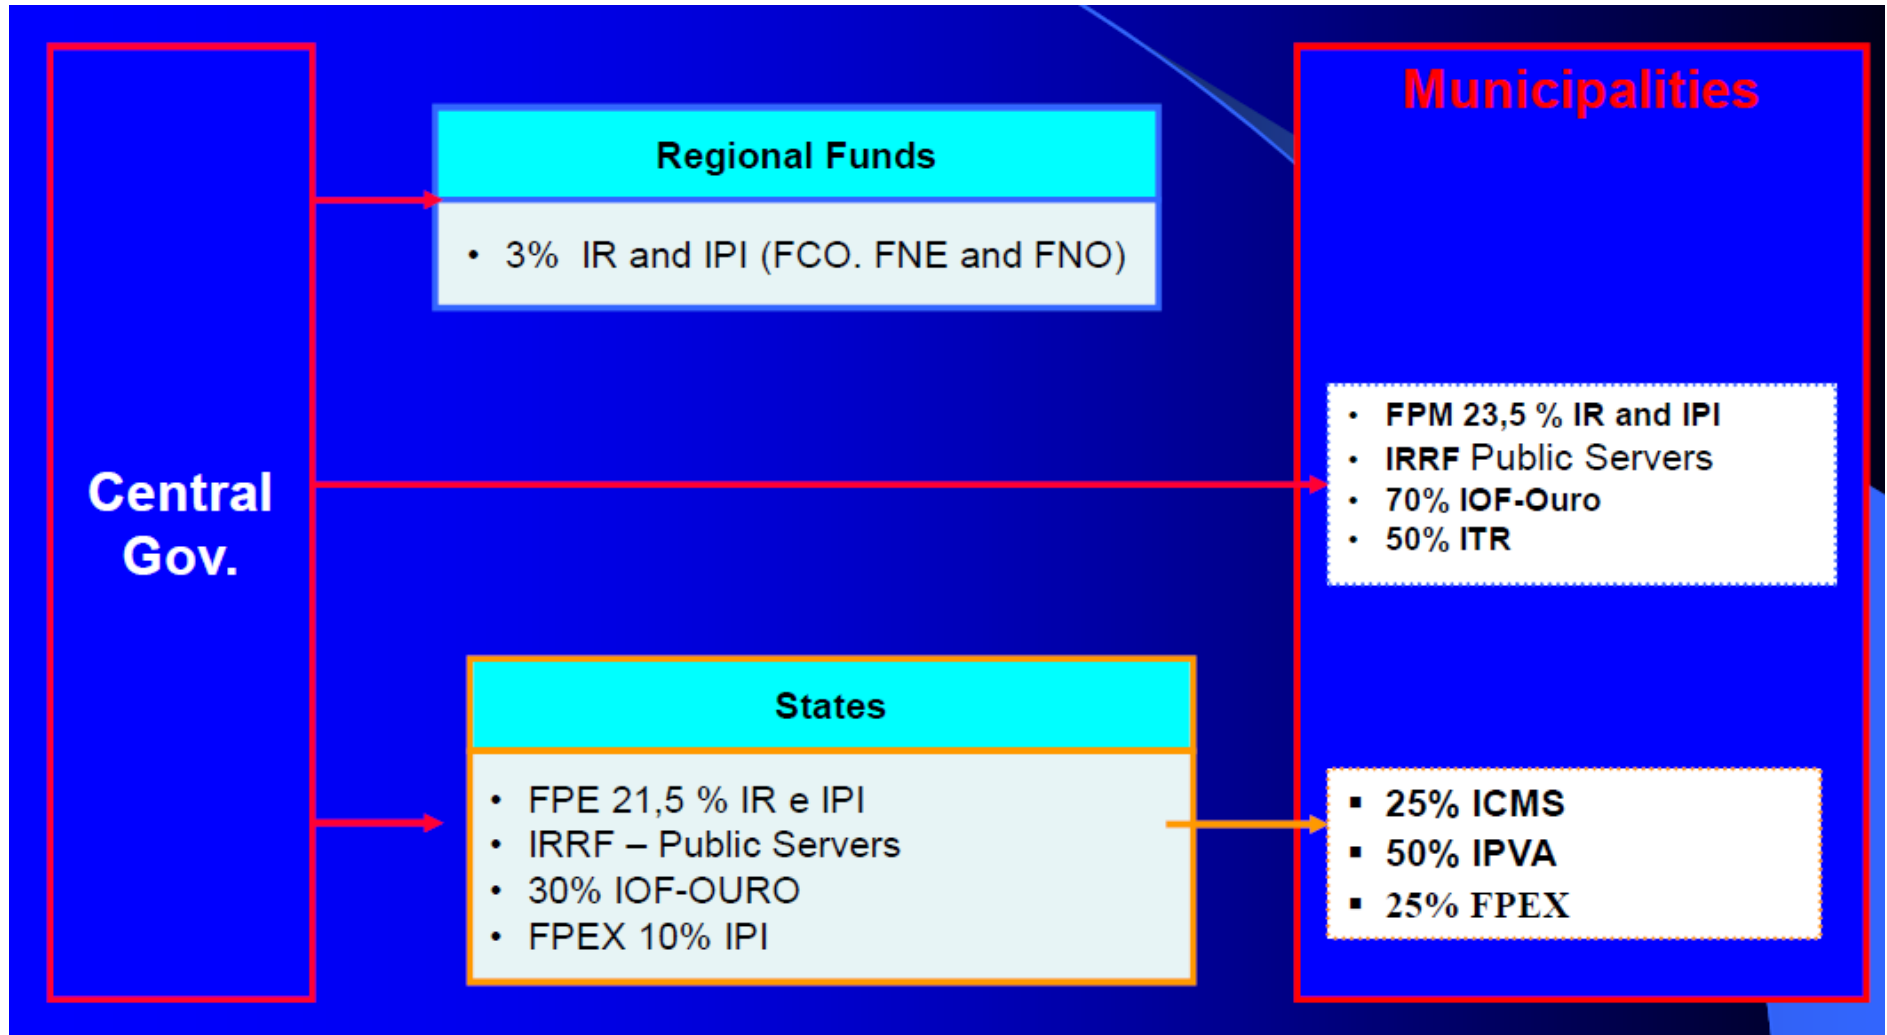 Central
Gov.
Regional Funds
• 3% IR and IPI (FCO. FNE and FNO)
States
• FPE 21,5 % IR e IPI
• IRRF – Public Servers
• 30% IOF-OURO
• FPEX 10% IPI
Municipalities
• FPM 23,5 % IR and IPI
• IRRF Public Servers
• 70% IOF-Ouro
• 50% ITR
▪ 25% ICMS
▪ 50% IPVA
▪ 25% FPEX